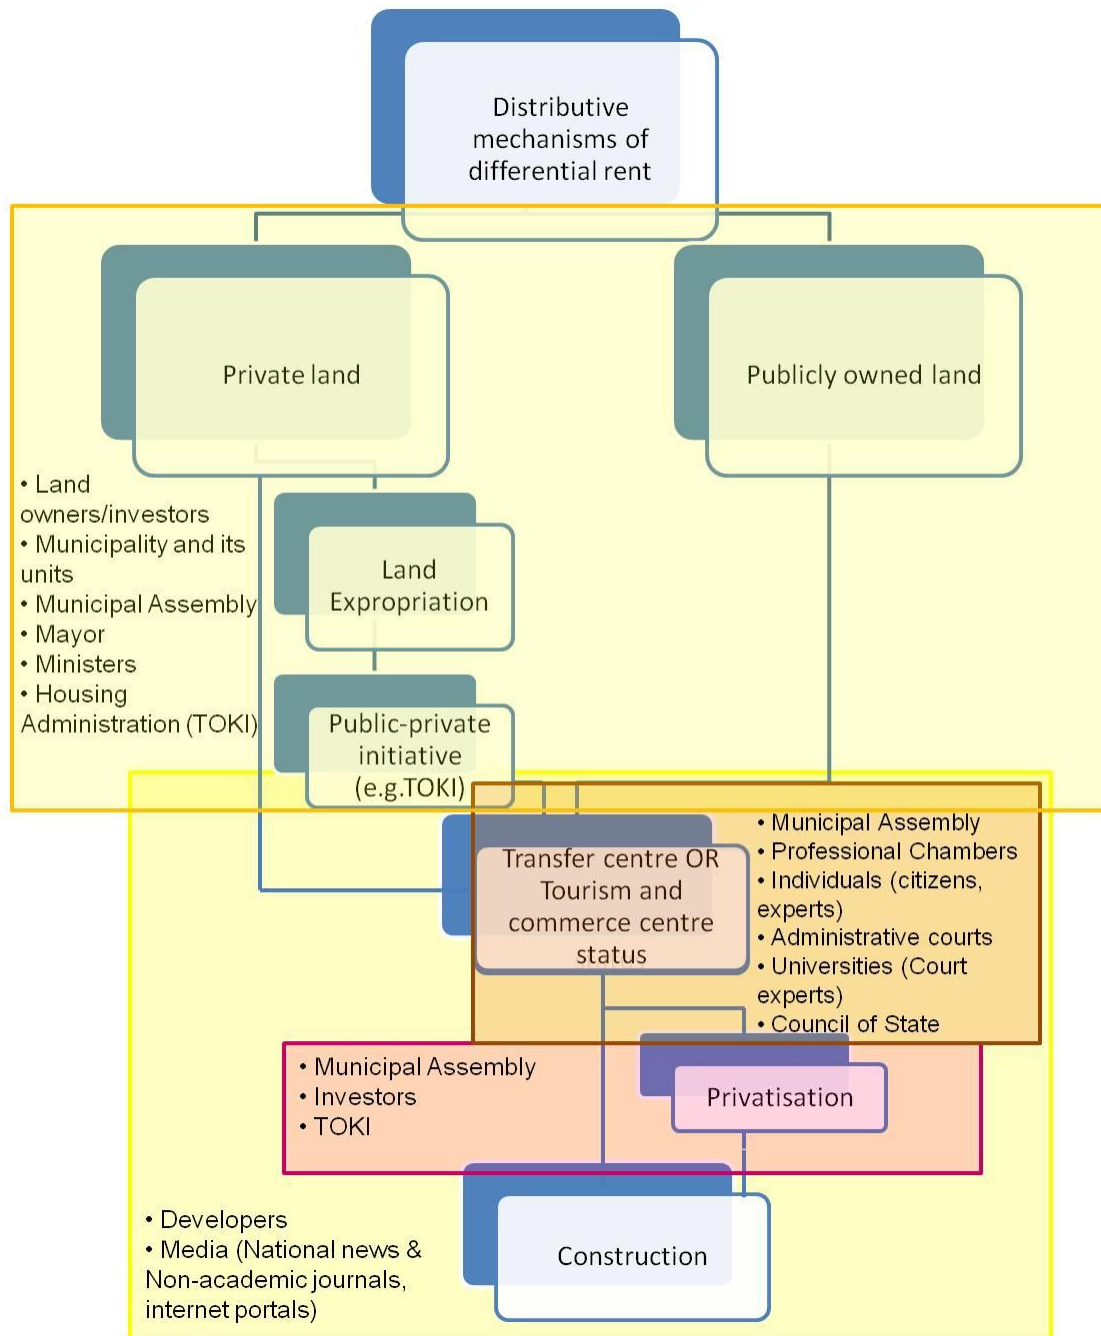 Distributive
mechanisms of
differential rent
Private land
Publicly owned land
• Land
owners/investors
• Municipality and its
units
• Municipal Assembly
• Mayor
• Ministers
• Housing
Administration (TOKI)
Land
Expropriation
Public-private
initiative
(e.g.TOKI)
Transfer centre OR
Tourism and
commerce centre
status
• Municipal Assembly
• Professional Chambers
• Individuals (citizens,
experts)
• Administrative courts
• Universities (Court
experts)
• Council of State
• Municipal Assembly
• Investors
• TOKI
Privatisation
• Developers
• Media (National news &
Non-academic journals,
internet portals)
Construction